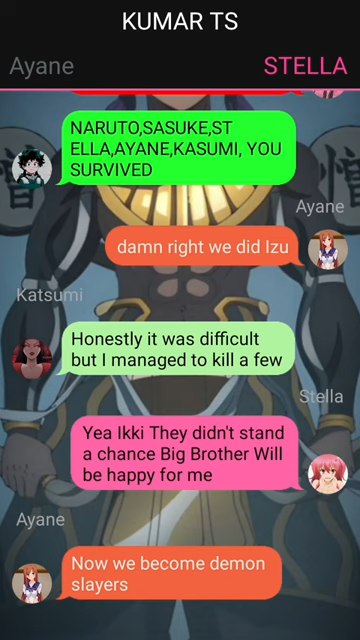 KUMAR TS
Ayane
STELLA
NARUTO,SASUKE,ST
ELLA,AYANE,KASUMI, YOU
SURVIVED
Ayane
damn right we did Izu
Katsumi
Honestly it was difficult
but I managed to kill a few
Stella
Yea Ikki They didn't stand
a chance Big Brother Will
be happy for me
Ayane
Now we become demon
slayers